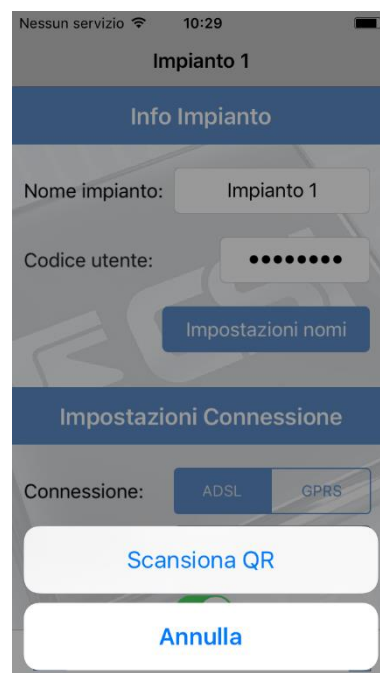 Nessun servizio 10:29
Impianto 1
Info Impianto
Nome impianto: Impianto 1
Codice utente: ●●●●●●●●
Impostazioni nomi
CSI
Impostazioni Connessione
Connessione: ADSL GPRS
Scansiona QR
Annulla